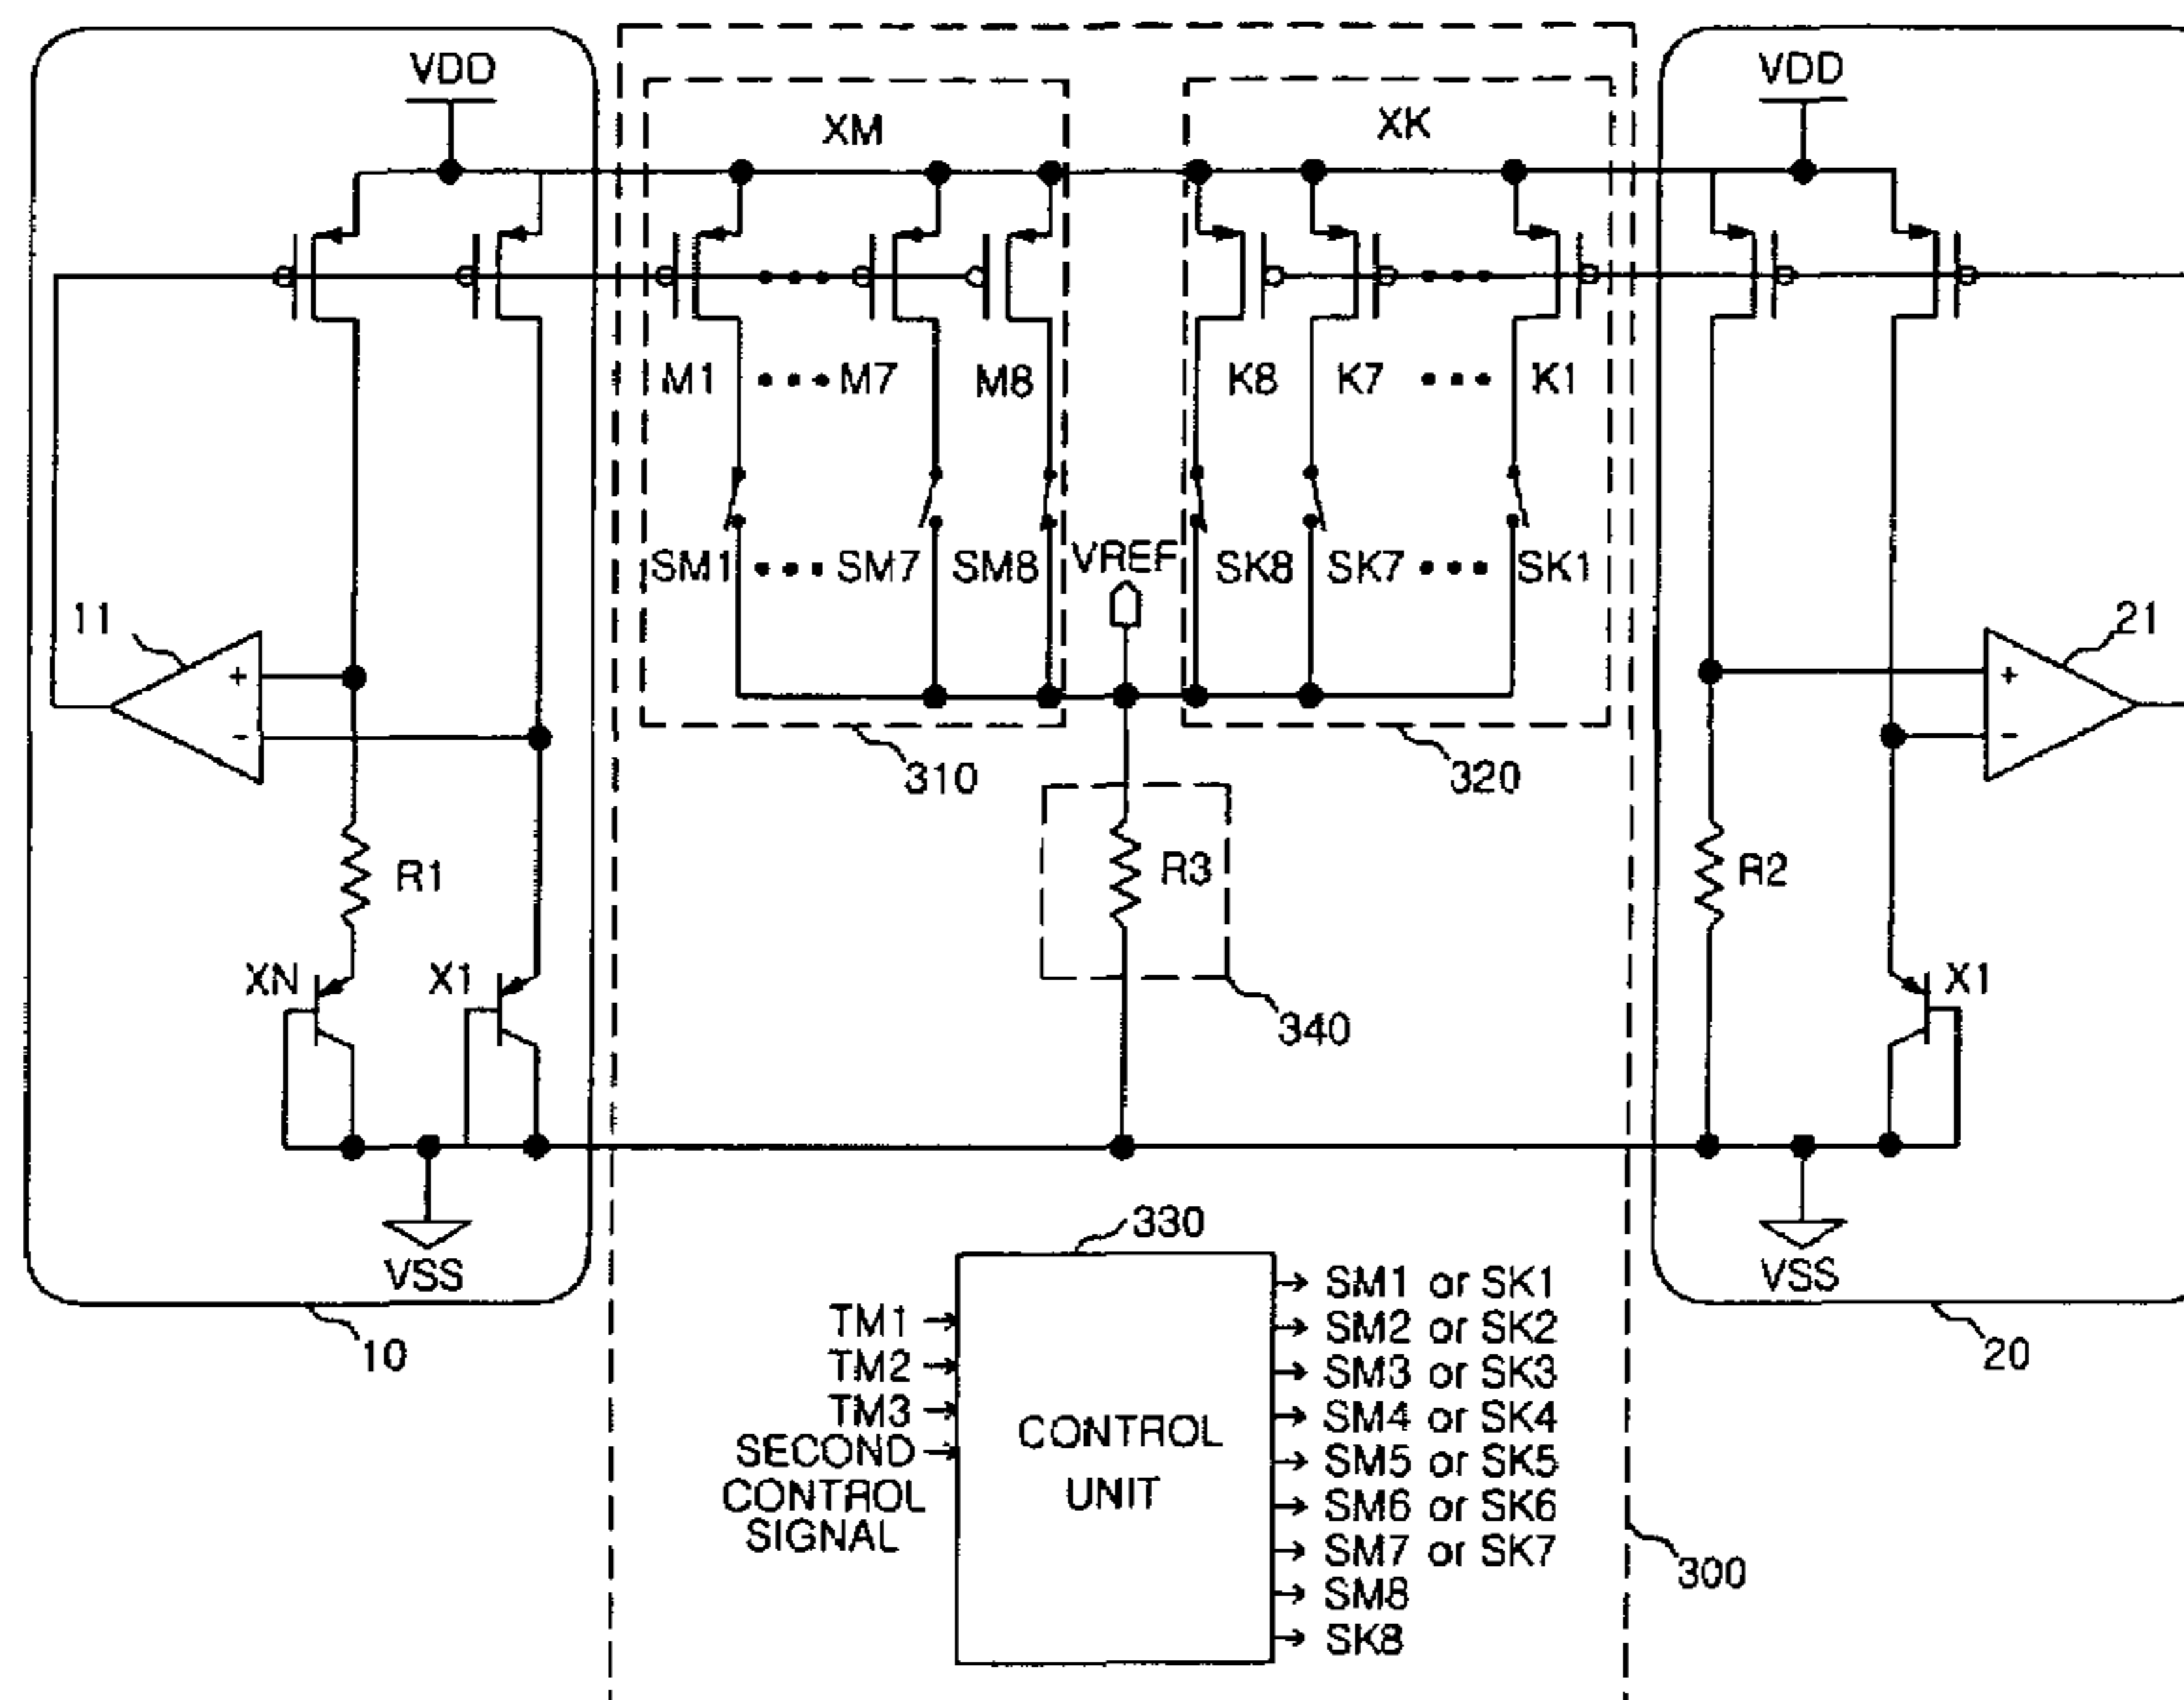 VDD
XM
XK
VDD
M1 ••• M7 M8
K8 K7 ••• K1
SM1 ••• SM7 SM8
VREF
SK8 SK7 ••• SK1
11
+
-
21
+
-
310
320
R1
R3
R2
XN
X1
X1
340
VSS
VSS
10
20
330
TM1
TM2
TM3
SECOND
CONTROL
SIGNAL
CONTROL
UNIT
SM1 or SK1
SM2 or SK2
SM3 or SK3
SM4 or SK4
SM5 or SK5
SM6 or SK6
SM7 or SK7
SM8
SK8
300